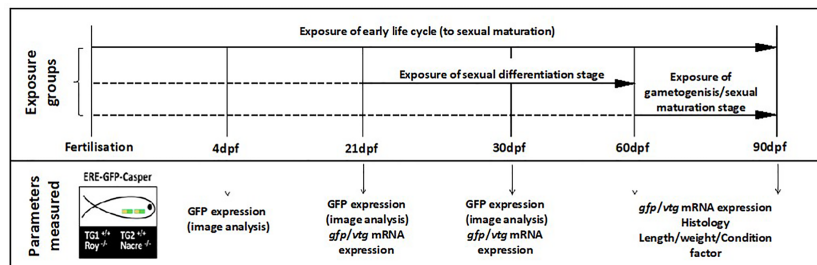 Exposure of early life cycle (to sexual maturation)
Exposure of sexual differentiation stage
Exposure of
gametogenisis/sexual
maturation stage
Exposure
groups
Fertilisation 4dpf 21dpf 30dpf 60dpf 90dpf
Parameters
measured
ERE-GFP-Casper
TG1 +/+ TG2 +/+
Roy -/- Nacre -/-
GFP expression
(image analysis)
GFP expression
(image analysis)
gfp/vtg mRNA
expression
GFP expression
(image analysis)
gfp/vtg mRNA
expression
gfp/vtg mRNA expression
Histology
Length/weight/Condition
factor